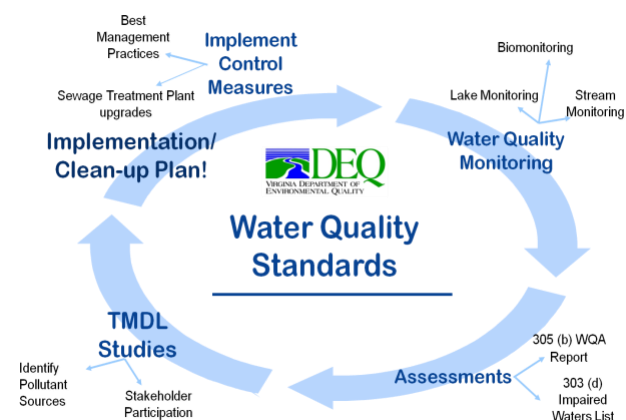 Best
Management
Practices
Implement
Control
Measures
Sewage Treatment Plant
upgrades
Implementation/
Clean-up Plan!
Biomonitoring
Lake Monitoring
Stream
Monitoring
Water Quality
Monitoring
DEQ
VIRGINIA DEPARTMENT OF
ENVIRONMENTAL QUALITY
Water Quality
Standards
TMDL
Studies
Identify
Pollutant
Sources
Stakeholder
Participation
Assessments
305 (b) WQA
Report
303 (d)
Impaired
Waters List